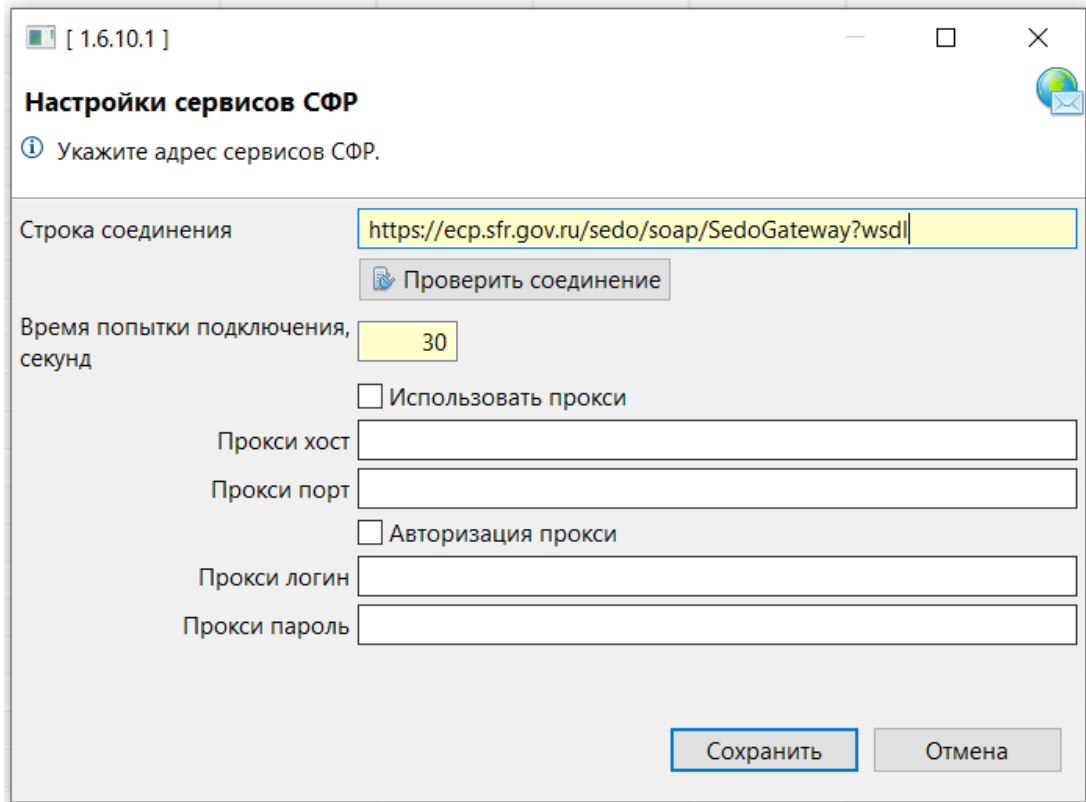 [ 1.6.10.1 ]
Настройки сервисов СФР
Укажите адрес сервисов СФР.
Строка соединения
https://ecp.sfr.gov.ru/sedo/soap/SedoGateway?wsdl
Проверить соединение
Время попытки подключения,
секунд
30
Использовать прокси
Прокси хост
Прокси порт
Авторизация прокси
Прокси логин
Прокси пароль
Сохранить
Отмена